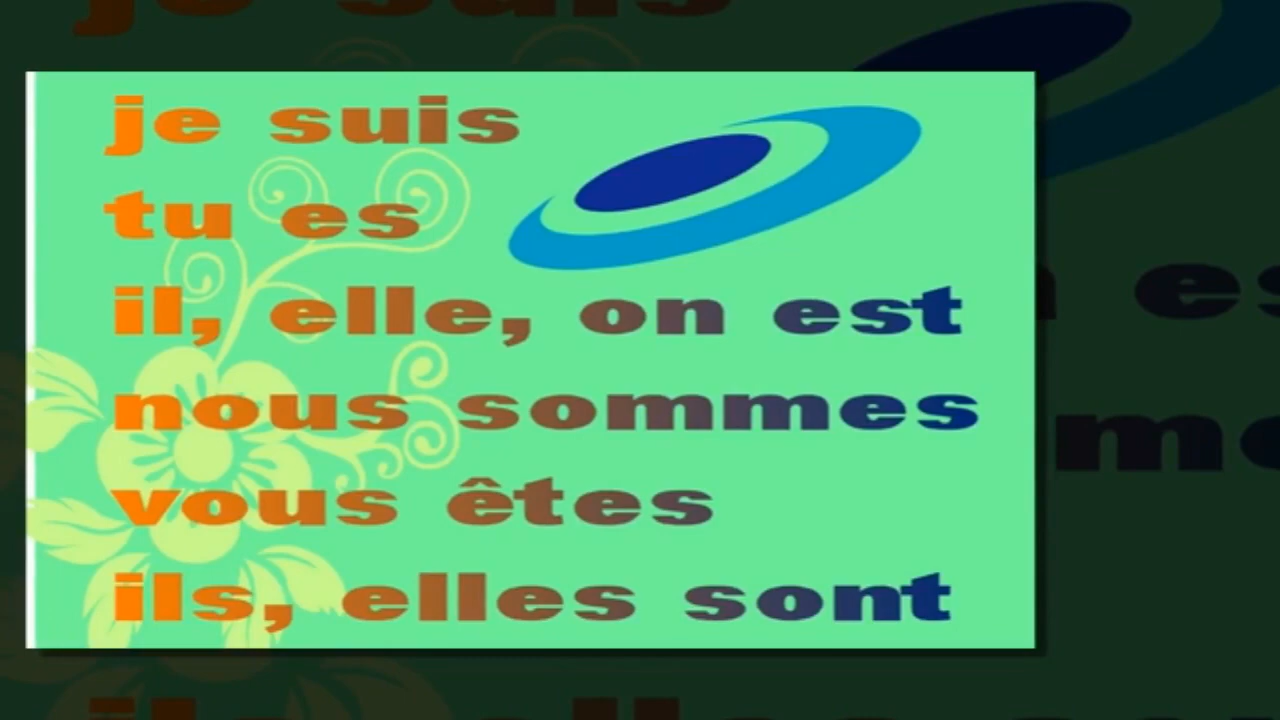 je suis
tu es
il, elle, on est
nous sommes
vous êtes
ils, elles sont